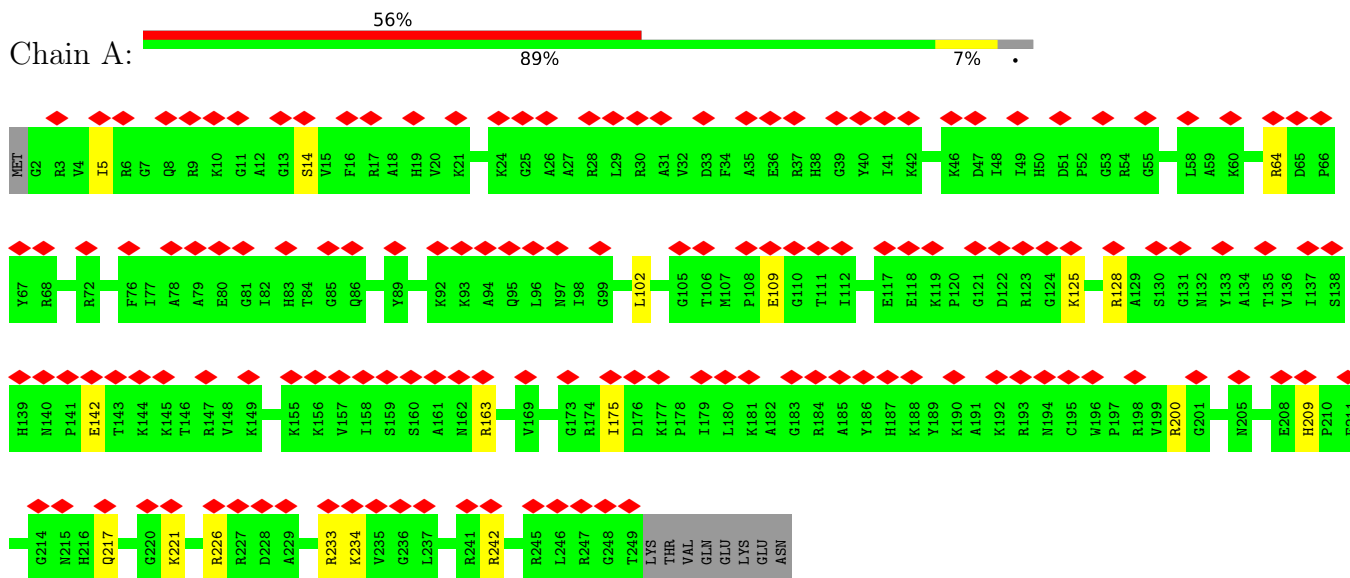 56%
Chain A:
89% 7% •
MET G2 R3 V4 I5 R6 G7 Q8 R9 K10 G11 A12 G13 S14 V15 F16 R17 A18 H19 V20 K21 K24 G25 A26 A27 R28 L29 R30 A31 V32 D33 F34 A35 E36 R37 H38 G39 Y40 I41 K42 K46 D47 I48 I49 H50 D51 P52 G53 R54 G55 L58 A59 K60 R64 D65 P66
Y67 R68 R72 F76 I77 A78 A79 E80 G81 I82 H83 T84 G85 Q86 Y89 K92 K93 A94 Q95 L96 N97 I98 G99 L102 G105 T106 M107 P108 E109 G110 T111 I112 E117 E118 K119 P120 G121 D122 R123 G124 K125 R128 A129 S130 G131 N132 Y133 A134 T135 V136 I137 S138
H139 N140 P141 E142 T143 K144 K145 T146 R147 V148 K149 K155 K156 V157 I158 S159 S160 A161 N162 R163 V169 G173 R174 I175 D176 K177 P178 I179 L180 K181 A182 G183 R184 A185 Y186 H187 K188 Y189 K190 A191 K192 R193 N194 C195 W196 P197 R198 V199 R200 G201 N205 E208 H209 P210
G214 N215 H216 Q217 G220 K221 R226 R227 D228 A229 R233 K234 V235 G236 L237 R241 R242 R245 L246 R247 G248 T249 LYS THR VAL GLN GLU LYS GLU ASN